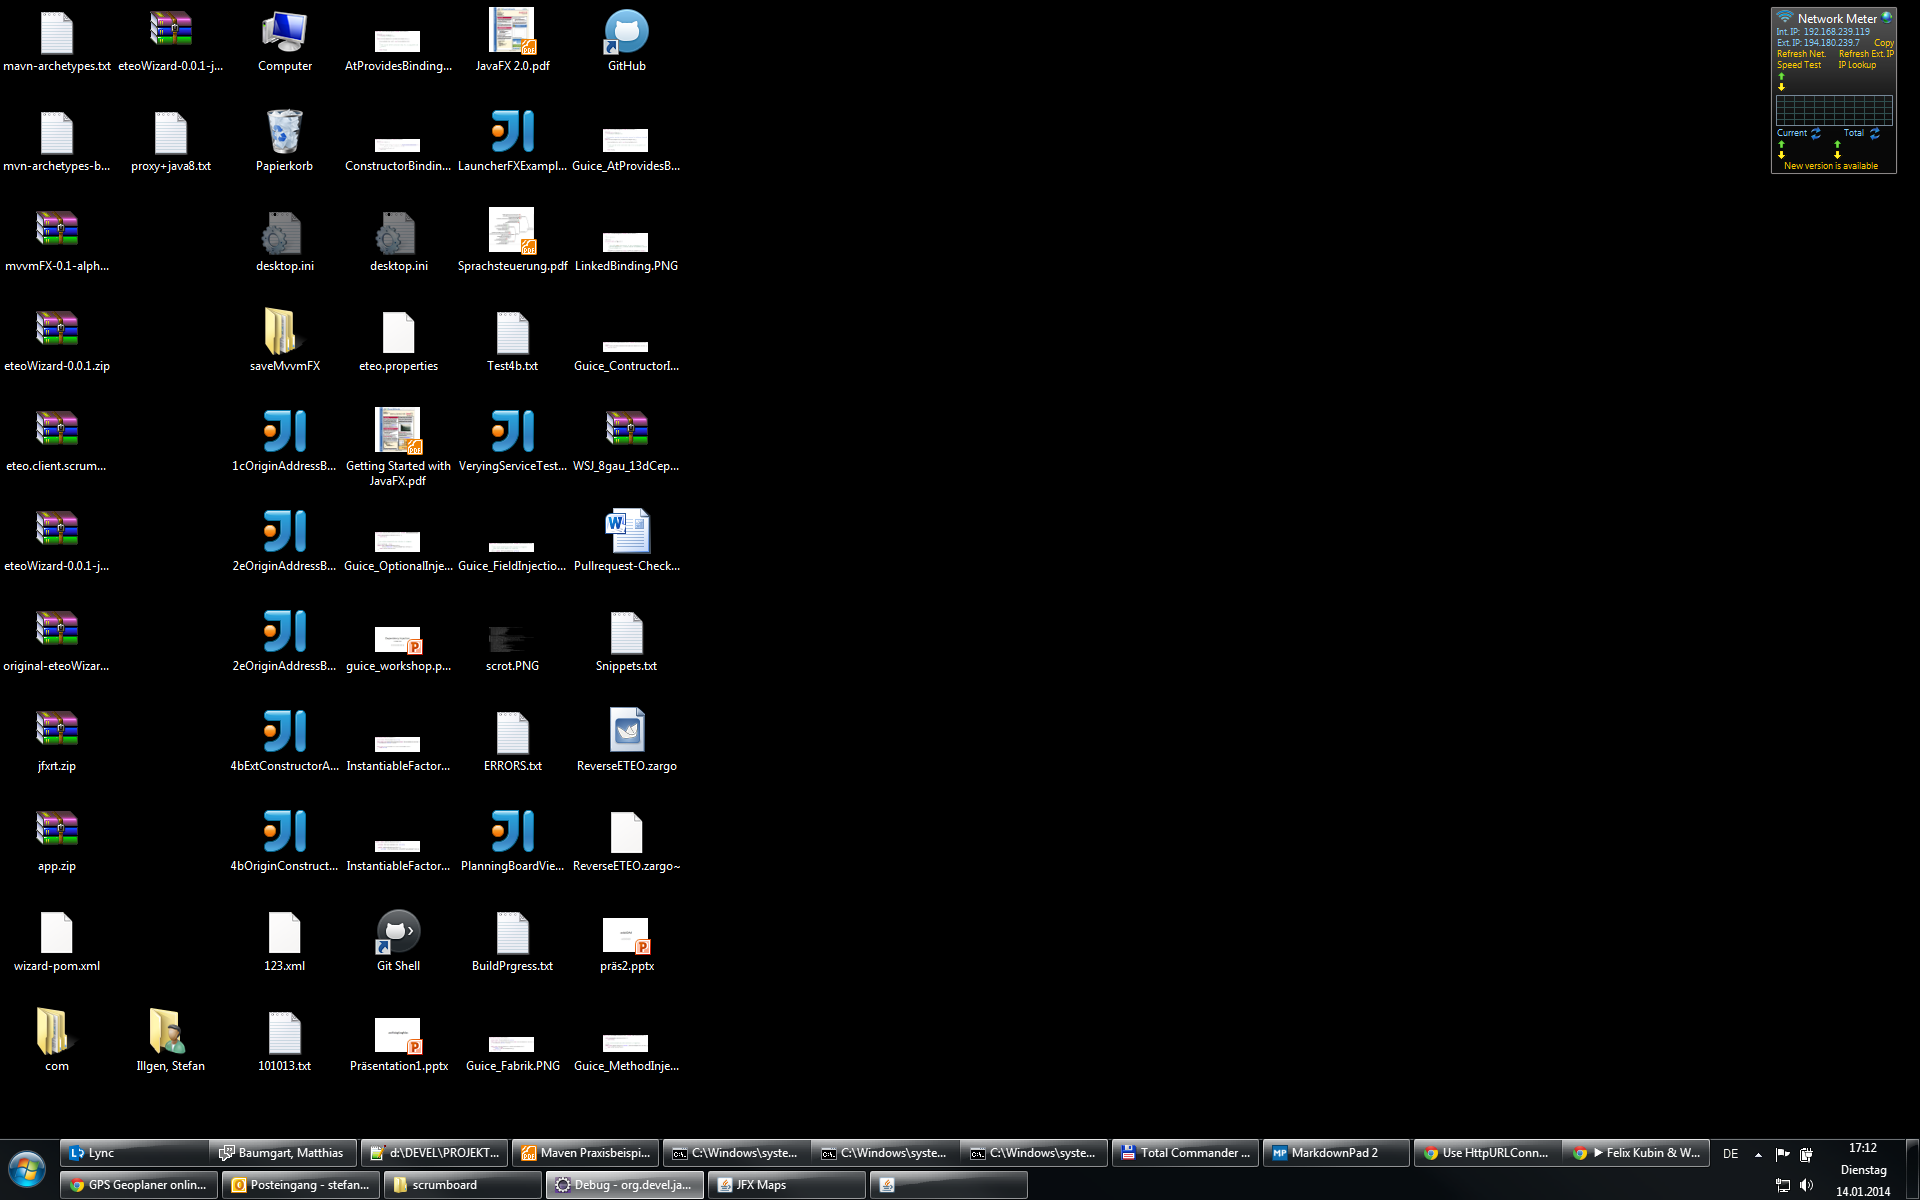 mavn-archetypes.txt
eteoWizard-0.0.1-j...
Computer
AtProvidesBinding...
JavaFX 2.0.pdf
GitHub
mvn-archetypes-b...
proxy+java8.txt
Papierkorb
ConstructorBindin...
LauncherFXExampl...
Guice_AtProvidesB...
mvvmFX-0.1-alph...
desktop.ini
desktop.ini
Sprachsteuerung.pdf
LinkedBinding.PNG
eteoWizard-0.0.1.zip
saveMvvmFX
eteo.properties
Test4b.txt
Guice_ContructorI...
eteo.client.scrum...
1cOriginAddressB...
Getting Started with
JavaFX.pdf
VeryingServiceTest...
WSJ_8gau_13dCep...
eteoWizard-0.0.1-j...
2eOriginAddressB...
Guice_OptionalInje...
Guice_FieldInjectio...
Pullrequest-Check...
original-eteoWizar...
2eOriginAddressB...
guice_workshop.p...
scrot.PNG
Snippets.txt
jfxrt.zip
4bExtConstructorA...
InstantiableFactor...
ERRORS.txt
ReverseETEO.zargo
app.zip
4bOriginConstruct...
InstantiableFactor...
PlanningBoardVie...
ReverseETEO.zargo~
wizard-pom.xml
123.xml
Git Shell
BuildPrgress.txt
präs2.pptx
com
Illgen, Stefan
101013.txt
Präsentation1.pptx
Guice_Fabrik.PNG
Guice_MethodInje...
Network Meter
Int. IP: 192.168.239.119
Ext. IP: 194.180.239.7 Copy
Refresh Net. Refresh Ext. IP
Speed Test IP Lookup
Current Total
New version is available
Lync
Baumgart, Matthias
d:\DEVEL\PROJEKT...
Maven Praxisbeispi...
C:\Windows\syste...
C:\Windows\syste...
C:\Windows\syste...
Total Commander ...
MarkdownPad 2
Use HttpURLConn...
▶ Felix Kubin & W...
DE
17:12
GPS Geoplaner onlin...
Posteingang - stefan...
scrumboard
Debug - org.devel.ja...
JFX Maps
Dienstag
14.01.2014